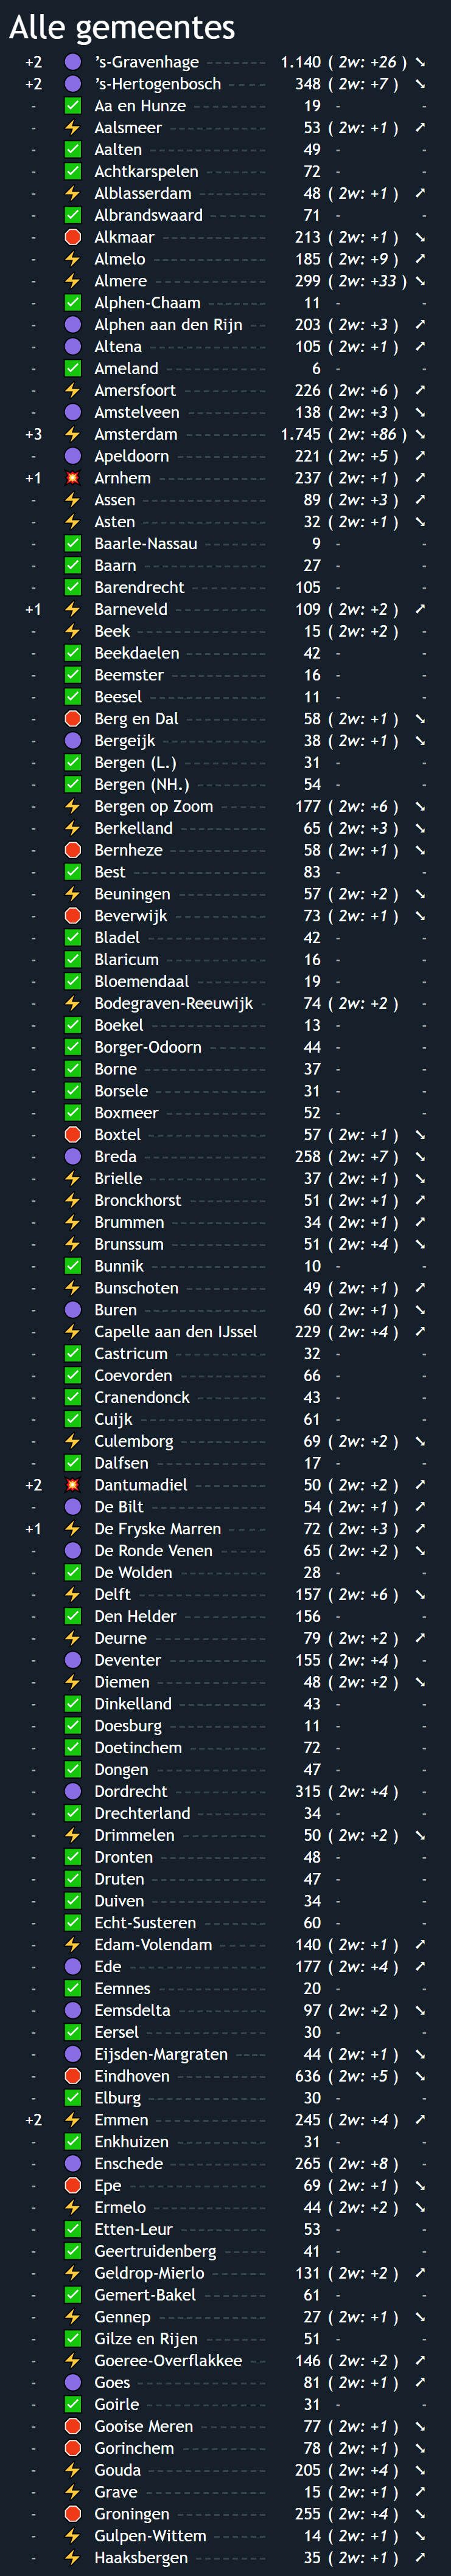 Alle gemeentes
+2 ’s-Gravenhage 1.140 ( 2w: +26 ) ➘
+2 ’s-Hertogenbosch 348 ( 2w: +7 ) ➘
- ✅ Aa en Hunze 19 - -
- ⚡ Aalsmeer 53 ( 2w: +1 ) ➚
- ✅ Aalten 49 - -
- ✅ Achtkarspelen 72 - -
- ⚡ Alblasserdam 48 ( 2w: +1 ) ➚
- ✅ Albrandswaard 71 - -
- Alkmaar 213 ( 2w: +1 ) ➘
- ⚡ Almelo 185 ( 2w: +9 ) ➚
- ⚡ Almere 299 ( 2w: +33 ) ➘
- ✅ Alphen-Chaam 11 - -
- Alphen aan den Rijn 203 ( 2w: +3 ) ➚
- Altena 105 ( 2w: +1 ) ➚
- ✅ Ameland 6 - -
- ⚡ Amersfoort 226 ( 2w: +6 ) ➚
- Amstelveen 138 ( 2w: +3 ) ➘
+3 ⚡ Amsterdam 1.745 ( 2w: +86 ) ➘
- Apeldoorn 221 ( 2w: +5 ) ➚
+1 Arnhem 237 ( 2w: +1 ) ➚
- ⚡ Assen 89 ( 2w: +3 ) ➚
- ⚡ Asten 32 ( 2w: +1 ) ➘
- ✅ Baarle-Nassau 9 - -
- ✅ Baarn 27 - -
- ✅ Barendrecht 105 - -
+1 ⚡ Barneveld 109 ( 2w: +2 ) ➚
- ⚡ Beek 15 ( 2w: +2 ) -
- ✅ Beekdaelen 42 - -
- ✅ Beemster 16 - -
- ✅ Beesel 11 - -
- Berg en Dal 58 ( 2w: +1 ) ➘
- Bergeijk 38 ( 2w: +1 ) ➘
- ✅ Bergen (L.) 31 - -
- ✅ Bergen (NH.) 54 - -
- ⚡ Bergen op Zoom 177 ( 2w: +6 ) ➘
- ⚡ Berkelland 65 ( 2w: +3 ) ➘
- Bernheze 58 ( 2w: +1 ) ➘
- ✅ Best 83 - -
- ⚡ Beuningen 57 ( 2w: +2 ) ➘
- Beverwijk 73 ( 2w: +1 ) ➘
- ✅ Bladel 42 - -
- ✅ Blaricum 16 - -
- ✅ Bloemendaal 19 - -
- ⚡ Bodegraven-Reeuwijk 74 ( 2w: +2 ) -
- ✅ Boekel 13 - -
- ✅ Borger-Odoorn 44 - -
- ✅ Borne 37 - -
- ✅ Borsele 31 - -
- ✅ Boxmeer 52 - -
- Boxtel 57 ( 2w: +1 ) ➘
- Breda 258 ( 2w: +7 ) ➘
- ⚡ Brielle 37 ( 2w: +1 ) ➘
- ⚡ Bronckhorst 51 ( 2w: +1 ) ➚
- ⚡ Brummen 34 ( 2w: +1 ) ➚
- ⚡ Brunssum 51 ( 2w: +4 ) ➘
- ✅ Bunnik 10 - -
- ⚡ Bunschoten 49 ( 2w: +1 ) ➚
- Buren 60 ( 2w: +1 ) ➘
- ⚡ Capelle aan den IJssel 229 ( 2w: +4 ) ➚
- ✅ Castricum 32 - -
- ✅ Coevorden 66 - -
- ✅ Cranendonck 43 - -
- ✅ Cuijk 61 - -
- ⚡ Culemborg 69 ( 2w: +2 ) ➘
- ✅ Dalfsen 17 - -
+2 Dantumadiel 50 ( 2w: +2 ) ➚
- De Bilt 54 ( 2w: +1 ) ➚
+1 ⚡ De Fryske Marren 72 ( 2w: +3 ) ➚
- De Ronde Venen 65 ( 2w: +2 ) ➘
- ✅ De Wolden 28 - -
- ⚡ Delft 157 ( 2w: +6 ) ➘
- ✅ Den Helder 156 - -
- ⚡ Deurne 79 ( 2w: +2 ) ➚
- Deventer 155 ( 2w: +4 ) -
- ⚡ Diemen 48 ( 2w: +2 ) ➘
- ✅ Dinkelland 43 - -
- ✅ Doesburg 11 - -
- ✅ Doetinchem 72 - -
- ✅ Dongen 47 - -
- Dordrecht 315 ( 2w: +4 ) -
- ✅ Drechterland 34 - -
- ⚡ Drimmelen 50 ( 2w: +2 ) ➘
- ✅ Dronten 48 - -
- ✅ Druten 47 - -
- ✅ Duiven 34 - -
- ✅ Echt-Susteren 60 - -
- ⚡ Edam-Volendam 140 ( 2w: +1 ) ➚
- Ede 177 ( 2w: +4 ) ➚
- ✅ Eemnes 20 - -
- Eemsdelta 97 ( 2w: +2 ) ➘
- ✅ Eersel 30 - -
- Eijsden-Margraten 44 ( 2w: +1 ) ➘
- Eindhoven 636 ( 2w: +5 ) ➘
- ✅ Elburg 30 - -
+2 ⚡ Emmen 245 ( 2w: +4 ) ➚
- ✅ Enkhuizen 31 - -
- Enschede 265 ( 2w: +8 ) -
- Epe 69 ( 2w: +1 ) ➘
- ⚡ Ermelo 44 ( 2w: +2 ) ➘
- ✅ Etten-Leur 53 - -
- ✅ Geertruidenberg 41 - -
- ⚡ Geldrop-Mierlo 131 ( 2w: +2 ) ➚
- ✅ Gemert-Bakel 61 - -
- ⚡ Gennep 27 ( 2w: +1 ) ➘
- ✅ Gilze en Rijen 51 - -
- ⚡ Goeree-Overflakkee 146 ( 2w: +2 ) ➚
- Goes 81 ( 2w: +1 ) ➚
- ✅ Goirle 31 - -
- Gooise Meren 77 ( 2w: +1 ) ➘
- Gorinchem 78 ( 2w: +1 ) ➘
- ⚡ Gouda 205 ( 2w: +4 ) ➘
- ⚡ Grave 15 ( 2w: +1 ) ➚
- Groningen 255 ( 2w: +4 ) ➘
- ⚡ Gulpen-Wittem 14 ( 2w: +1 ) ➘
- ⚡ Haaksbergen 35 ( 2w: +1 ) ➚